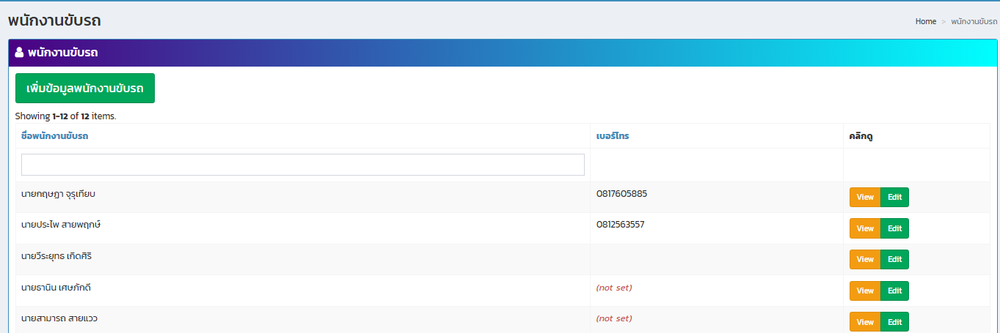 พนักงานขับรถ
Home > พนักงานขับรถ
พนักงานขับรถ
เพิ่มข้อมูลพนักงานขับรถ
Showing 1-12 of 12 items.
ชื่อพนักงานขับรถ เบอร์โทร คลิกดู
นายกฤษฎา จุรุเทียบ 0817605885 View Edit
นายประไพ สายพฤกษ์ 0812563557 View Edit
นายวีระยุทธ เกิดศิริ View Edit
นายธานิน เศษภักดี (not set) View Edit
นายสามารถ สายแวว (not set) View Edit